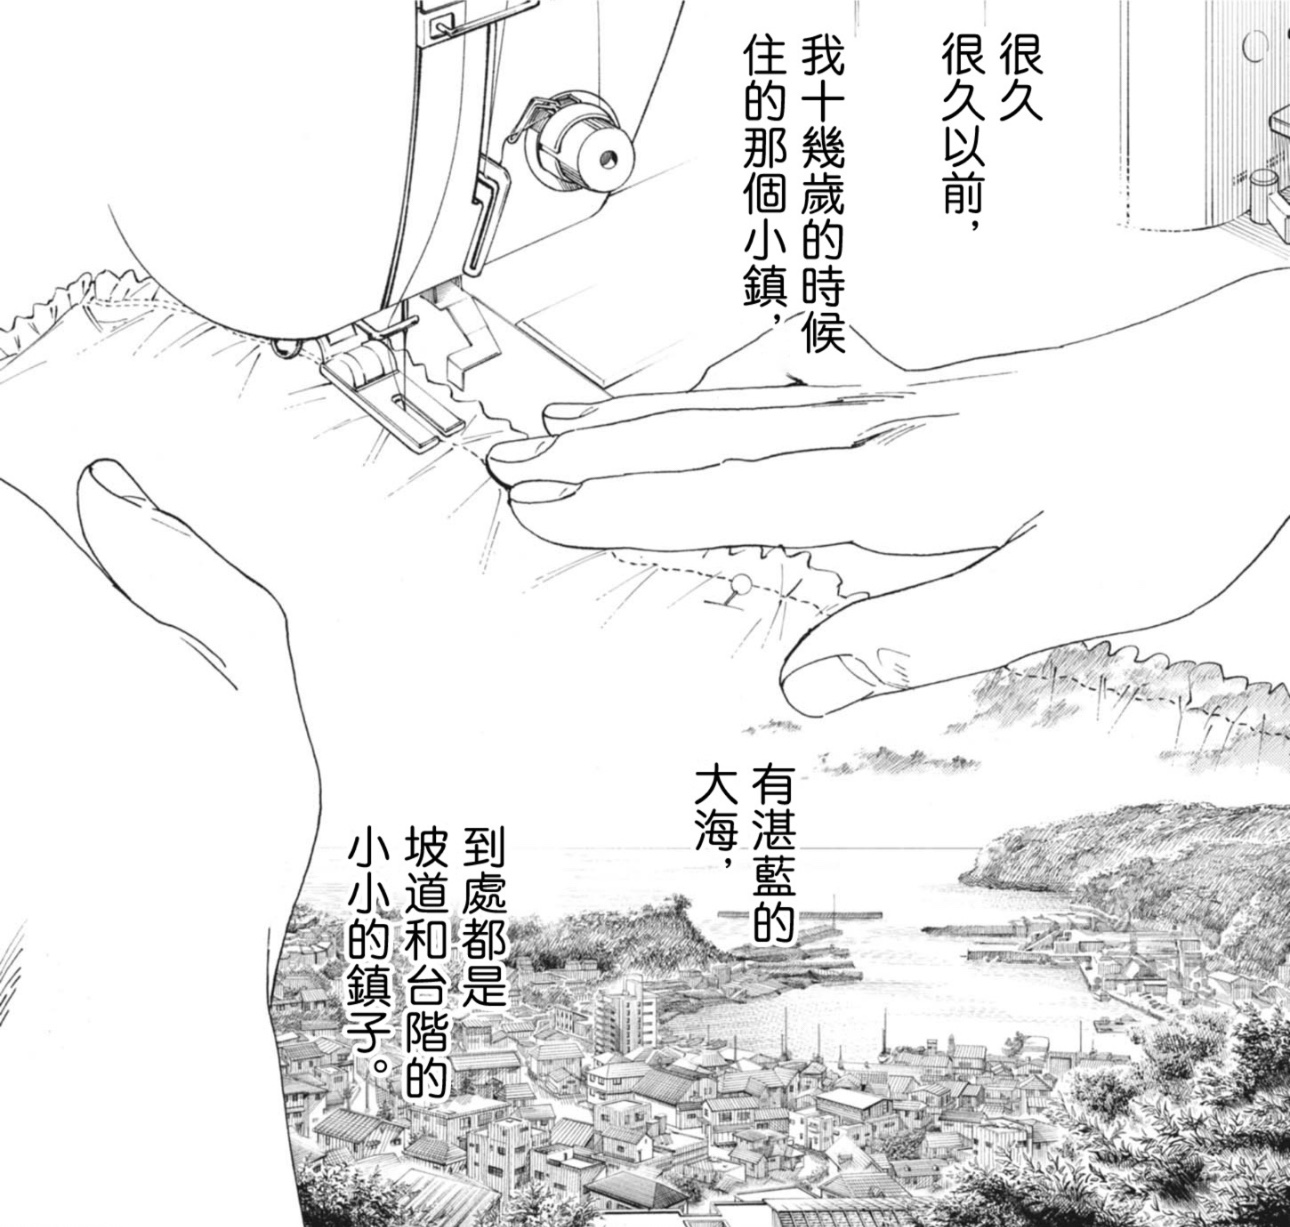 很久
很久以前，
我十幾歲的時候
住的那個小鎮，
有湛藍的
大海，
到處都是
坡道和台階的
小小的鎮子。